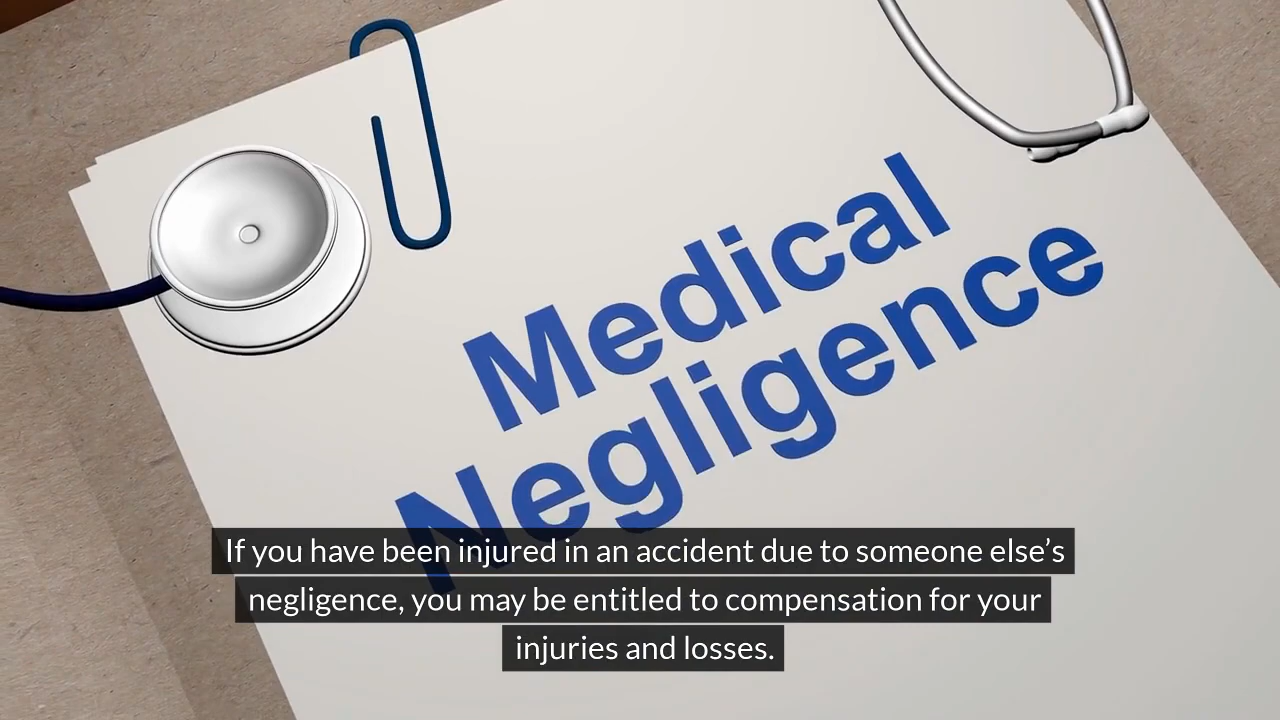 Medical
Negligence
If you have been injured in an accident due to someone else's
negligence, you may be entitled to compensation for your
injuries and losses.